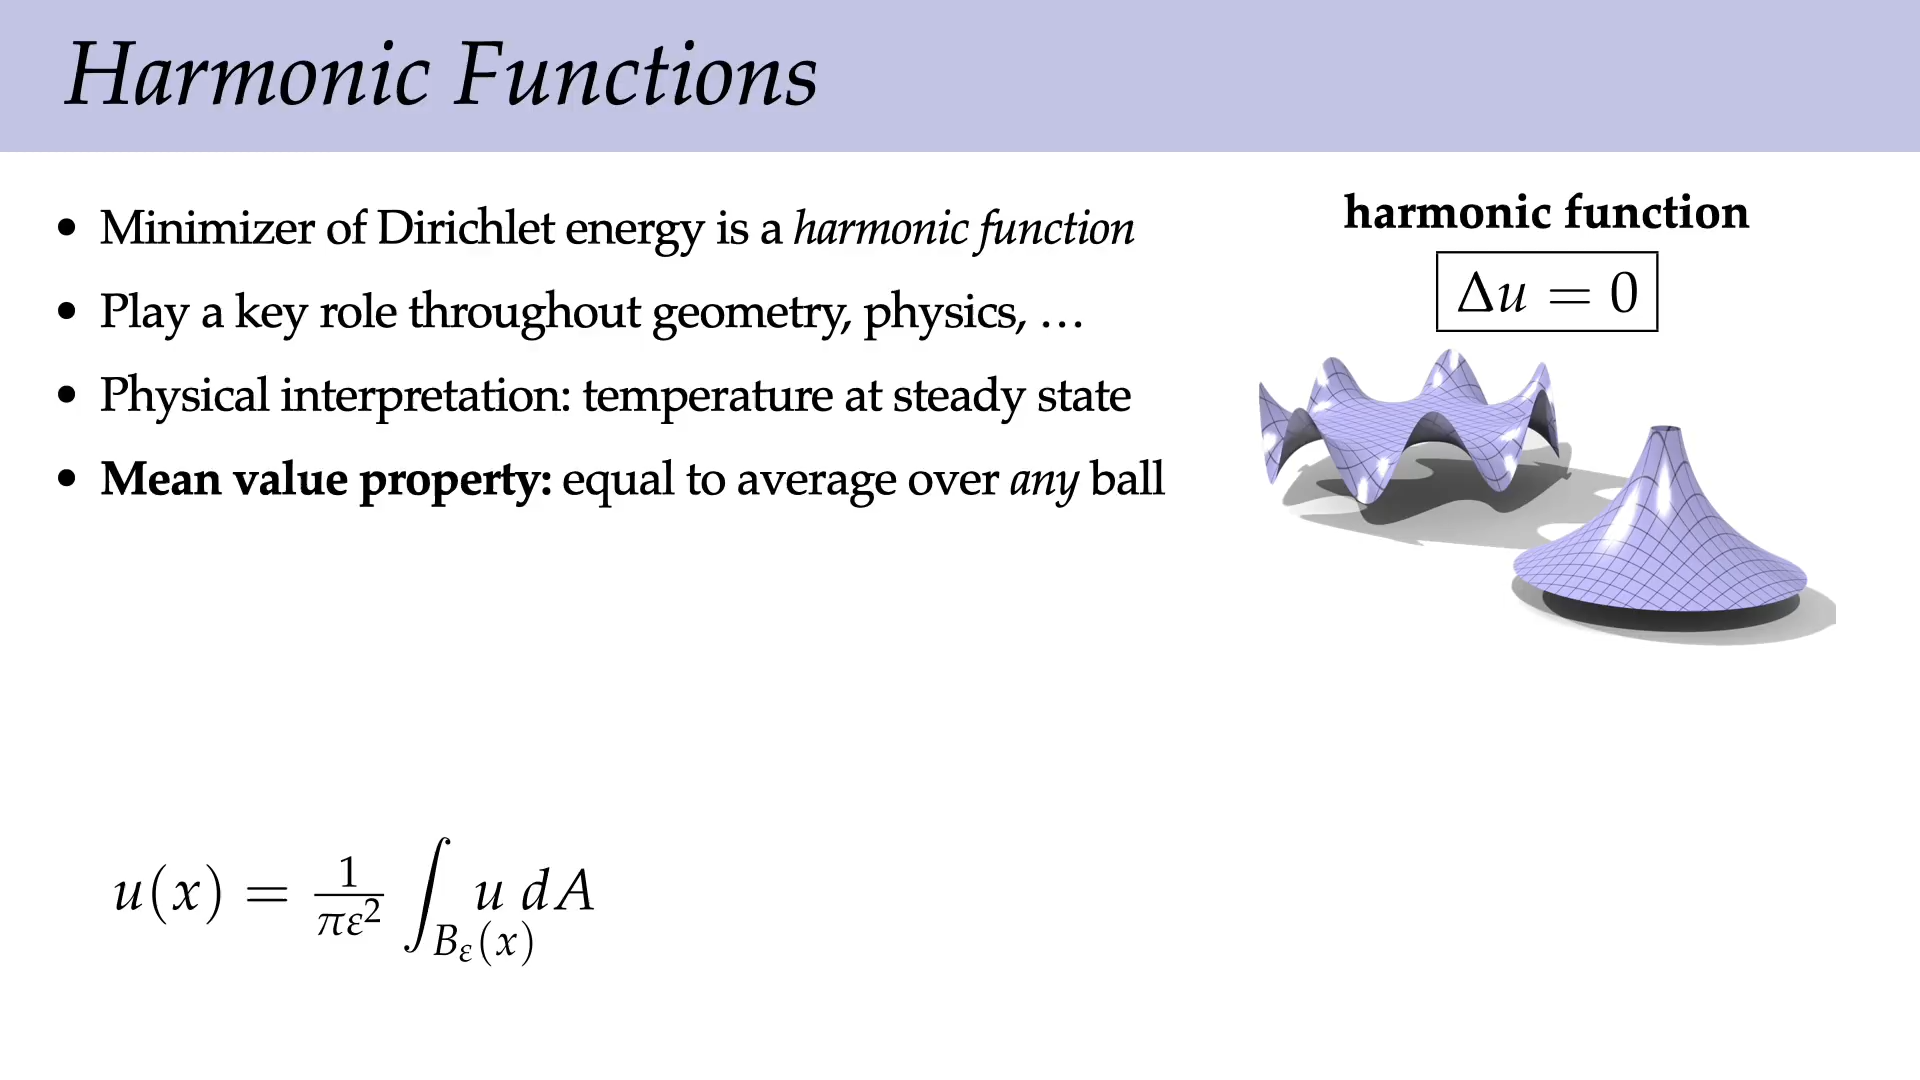 Harmonic Functions
• Minimizer of Dirichlet energy is a harmonic function
• Play a key role throughout geometry, physics, …
• Physical interpretation: temperature at steady state
• Mean value property: equal to average over any ball
harmonic function
Δu = 0
u(x) = 1/(πε²) ∫_{B_ε(x)} u dA